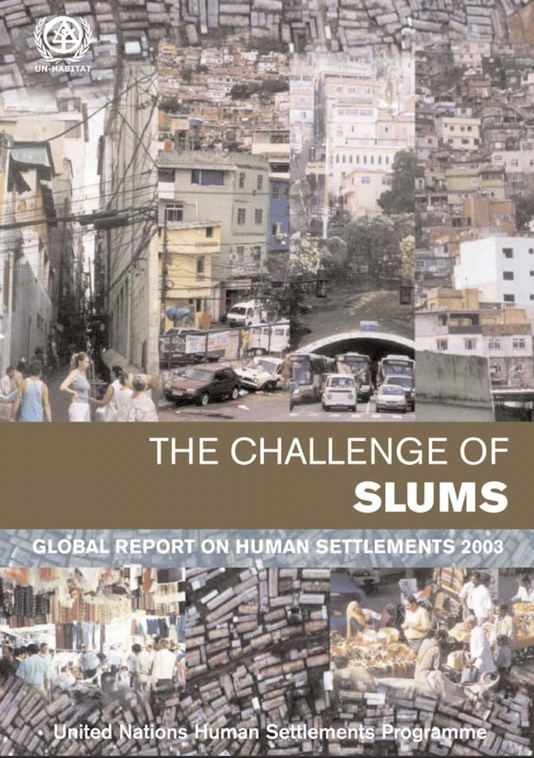 UN-HABITAT
THE CHALLENGE OF
SLUMS
GLOBAL REPORT ON HUMAN SETTLEMENTS 2003
United Nations Human Settlements Programme